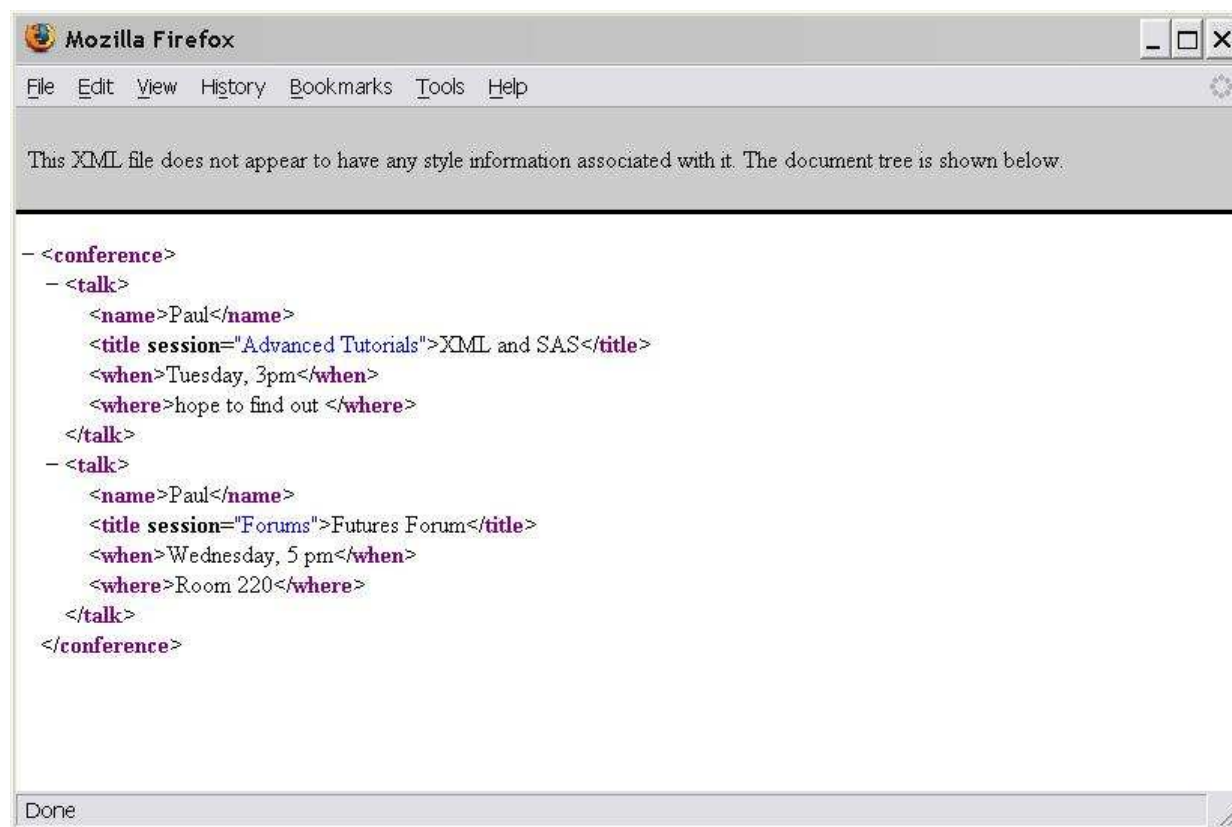 Mozilla Firefox
File Edit View History Bookmarks Tools Help
This XML file does not appear to have any style information associated with it. The document tree is shown below.
− <conference>
− <talk>
<name>Paul</name>
<title session="Advanced Tutorials">XML and SAS</title>
<when>Tuesday, 3pm</when>
<where>hope to find out </where>
</talk>
− <talk>
<name>Paul</name>
<title session="Forums">Futures Forum</title>
<when>Wednesday, 5 pm</when>
<where>Room 220</where>
</talk>
</conference>
Done